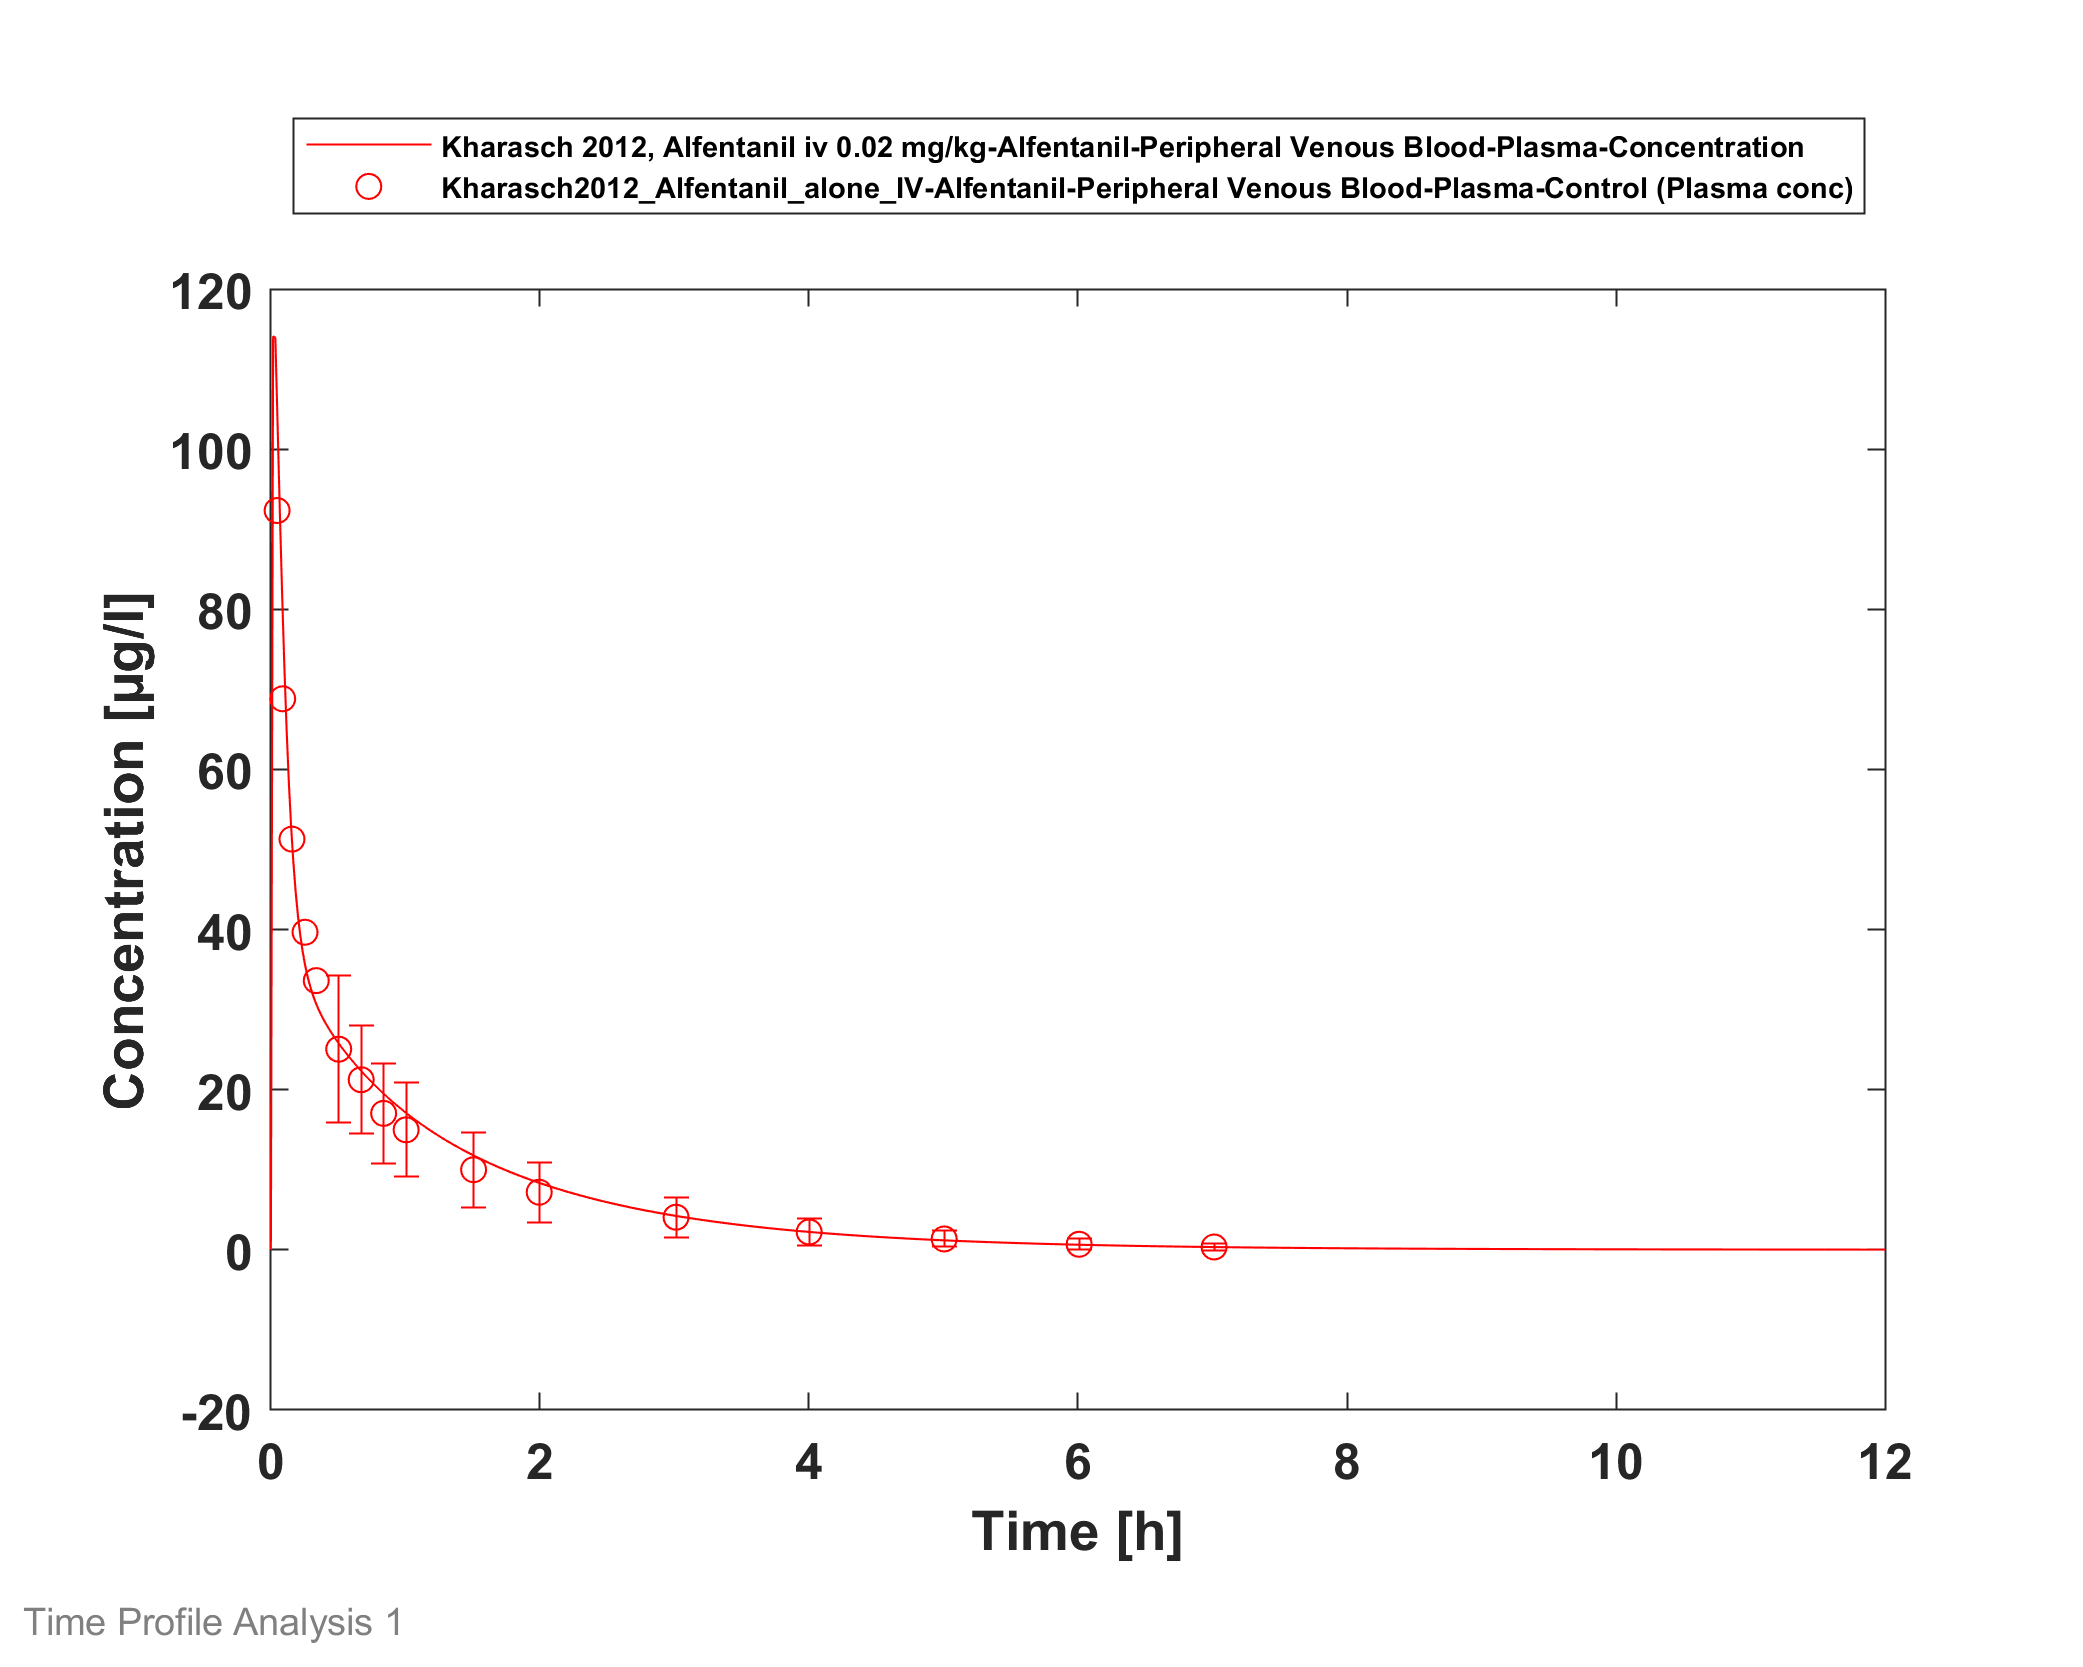 Kharasch 2012, Alfentanil iv 0.02 mg/kg-Alfentanil-Peripheral Venous Blood-Plasma-Concentration
Kharasch2012_Alfentanil_alone_IV-Alfentanil-Peripheral Venous Blood-Plasma-Control (Plasma conc)
120
100
80
60
40
20
0
-20
Concentration [µg/l]
0 2 4 6 8 10 12
Time [h]
Time Profile Analysis 1